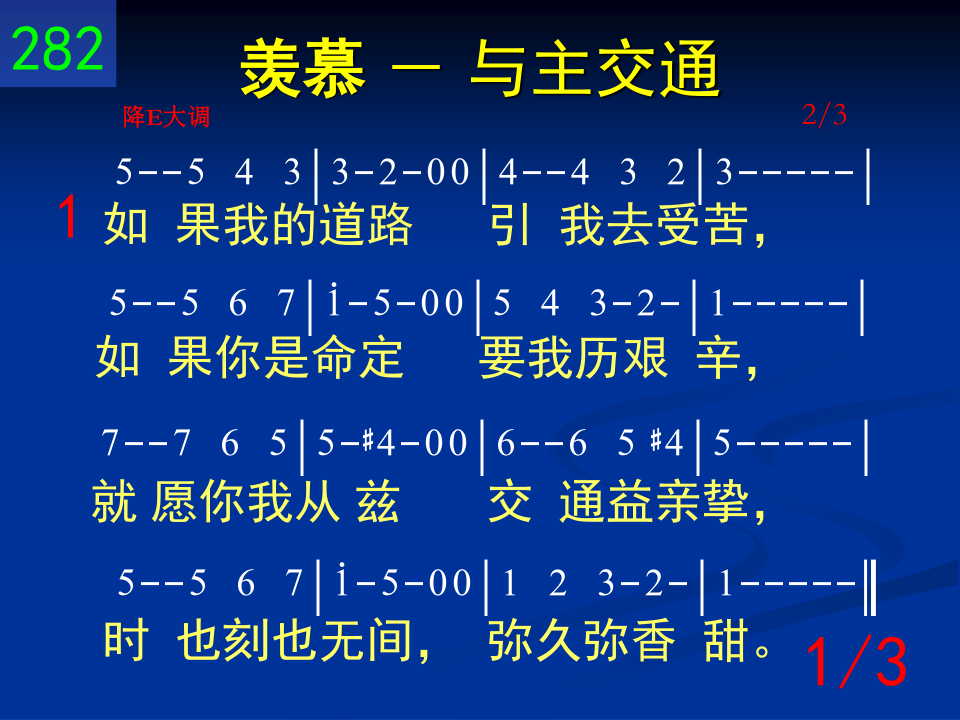 282
羡慕 － 与主交通
降E大调 2/3
5--5 4 3|3-2-00|4--4 3 2|3-----|
1
如 果我的道路 引 我去受苦，
5--5 6 7|i̇-5-00|5 4 3-2-|1-----|
如 果你是命定 要我历艰 辛，
7--7 6 5|5-#4-00|6--6 5 #4|5-----|
就 愿你我从 兹 交 通益亲挚，
5--5 6 7|i̇-5-00|1 2 3-2-|1-----‖
时 也刻也无间， 弥久弥香 甜。
1/3